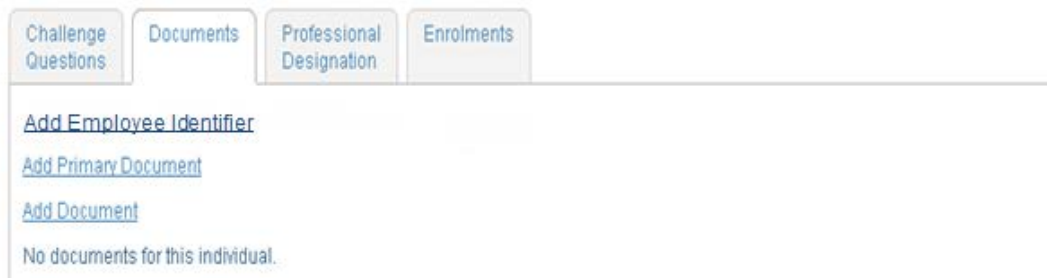 Challenge
Questions
Documents
Professional
Designation
Enrolments
Add Employee Identifier
Add Primary Document
Add Document
No documents for this individual.